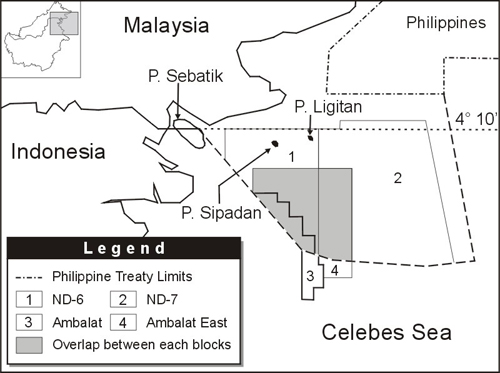 Malaysia
Philippines
P. Sebatik
P. Ligitan
4° 10'
Indonesia
1
2
P. Sipadan
Legend
Philippine Treaty Limits
1 ND-6 2 ND-7
3 Ambalat 4 Ambalat East
Overlap between each blocks
3
4
Celebes Sea